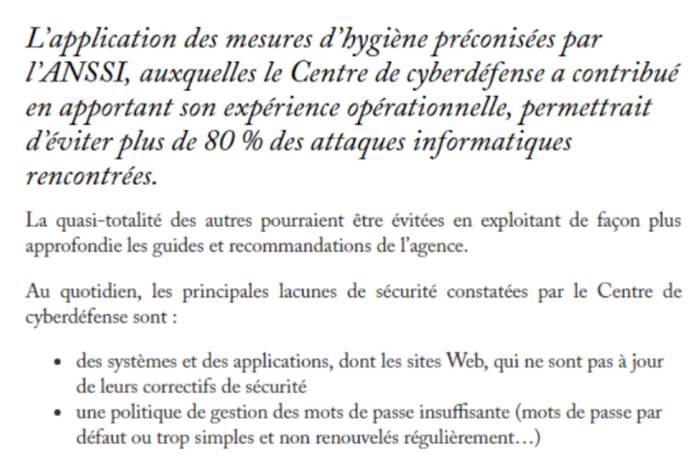 L’application des mesures d’hygiène préconisées par
l’ANSSI, auxquelles le Centre de cyberdéfense a contribué
en apportant son expérience opérationnelle, permettrait
d’éviter plus de 80 % des attaques informatiques
rencontrées.
La quasi-totalité des autres pourraient être évitées en exploitant de façon plus
approfondie les guides et recommandations de l’agence.
Au quotidien, les principales lacunes de sécurité constatées par le Centre de
cyberdéfense sont :
• des systèmes et des applications, dont les sites Web, qui ne sont pas à jour
de leurs correctifs de sécurité
• une politique de gestion des mots de passe insuffisante (mots de passe par
défaut ou trop simples et non renouvelés régulièrement…)